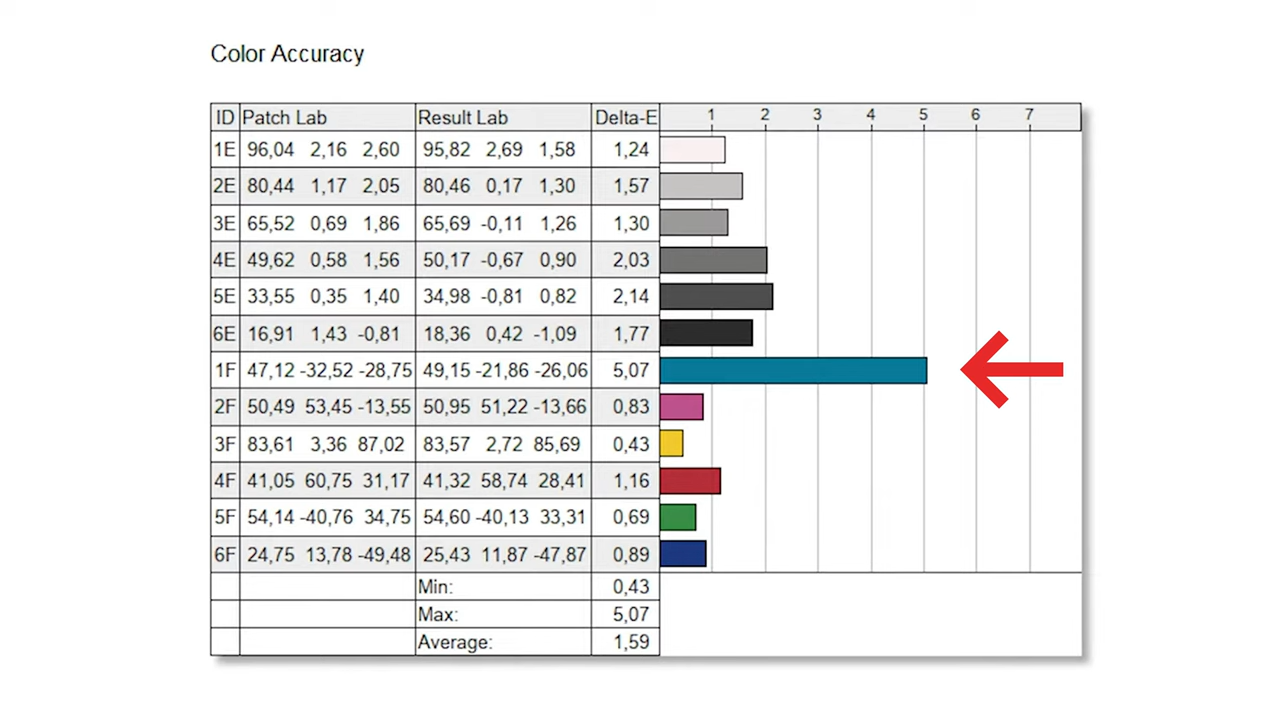 Color Accuracy
ID Patch Lab Result Lab Delta-E 1 2 3 4 5 6 7
1E 96,04 2,16 2,60 95,82 2,69 1,58 1,24
2E 80,44 1,17 2,05 80,46 0,17 1,30 1,57
3E 65,52 0,69 1,86 65,69 -0,11 1,26 1,30
4E 49,62 0,58 1,56 50,17 -0,67 0,90 2,03
5E 33,55 0,35 1,40 34,98 -0,81 0,82 2,14
6E 16,91 1,43 -0,81 18,36 0,42 -1,09 1,77
1F 47,12 -32,52 -28,75 49,15 -21,86 -26,06 5,07
2F 50,49 53,45 -13,55 50,95 51,22 -13,66 0,83
3F 83,61 3,36 87,02 83,57 2,72 85,69 0,43
4F 41,05 60,75 31,17 41,32 58,74 28,41 1,16
5F 54,14 -40,76 34,75 54,60 -40,13 33,31 0,69
6F 24,75 13,78 -49,48 25,43 11,87 -47,87 0,89
Min: 0,43
Max: 5,07
Average: 1,59